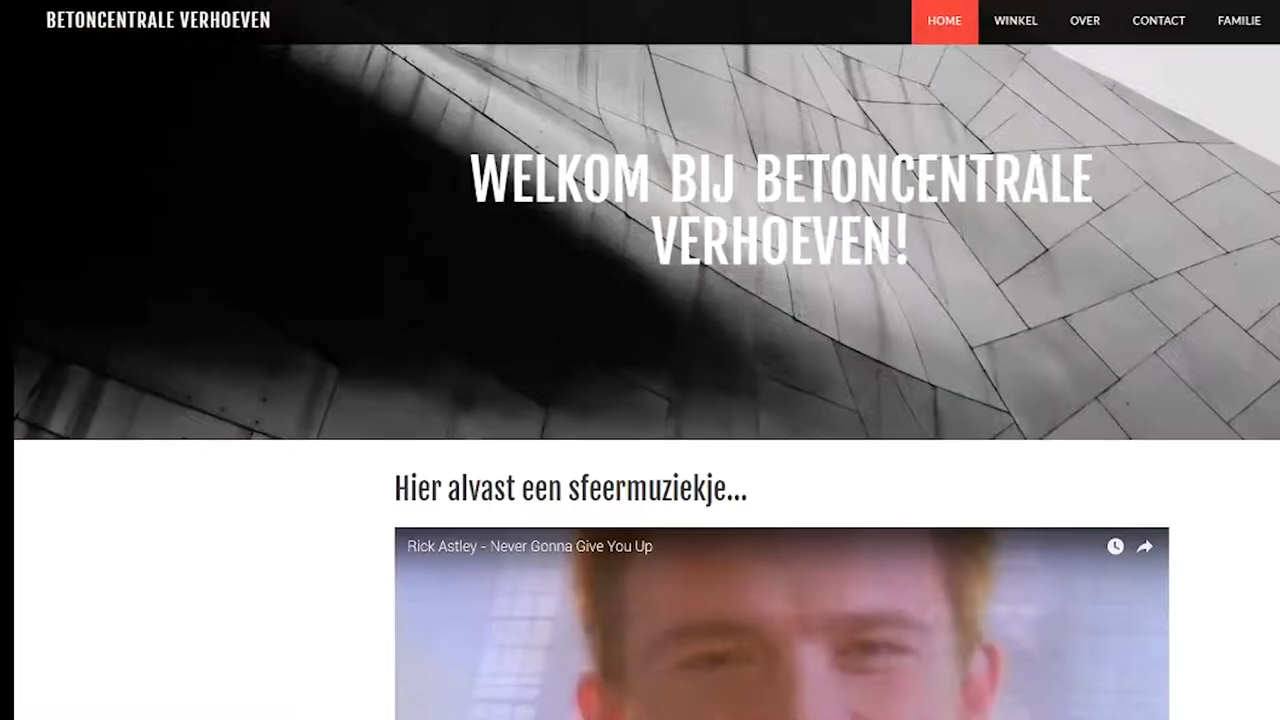 BETONCENTRALE VERHOEVEN
HOME WINKEL OVER CONTACT FAMILIE
WELKOM BIJ BETONCENTRALE
VERHOEVEN!
Hier alvast een sfeermuziekje...
Rick Astley - Never Gonna Give You Up